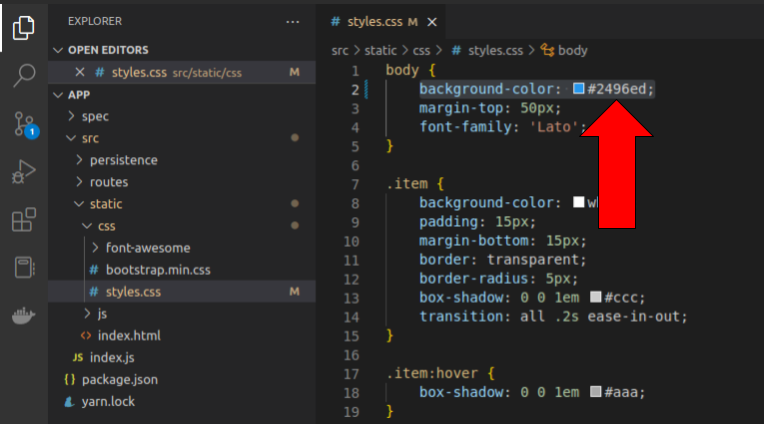 EXPLORER
OPEN EDITORS
styles.css src/static/css M
APP
spec
src
persistence
routes
static
css
font-awesome
bootstrap.min.css
styles.css M
js
index.html
JS index.js
{} package.json
yarn.lock
1
# styles.css M
src > static > css > # styles.css > body
1 body {
2 background-color: #2496ed;
3 margin-top: 50px;
4 font-family: 'Lato';
5 }
6
7 .item {
8 background-color:
9 padding: 15px;
10 margin-bottom: 15px;
11 border: transparent;
12 border-radius: 5px;
13 box-shadow: 0 0 1em #ccc;
14 transition: all .2s ease-in-out;
15 }
16
17 .item:hover {
18 box-shadow: 0 0 1em #aaa;
19 }